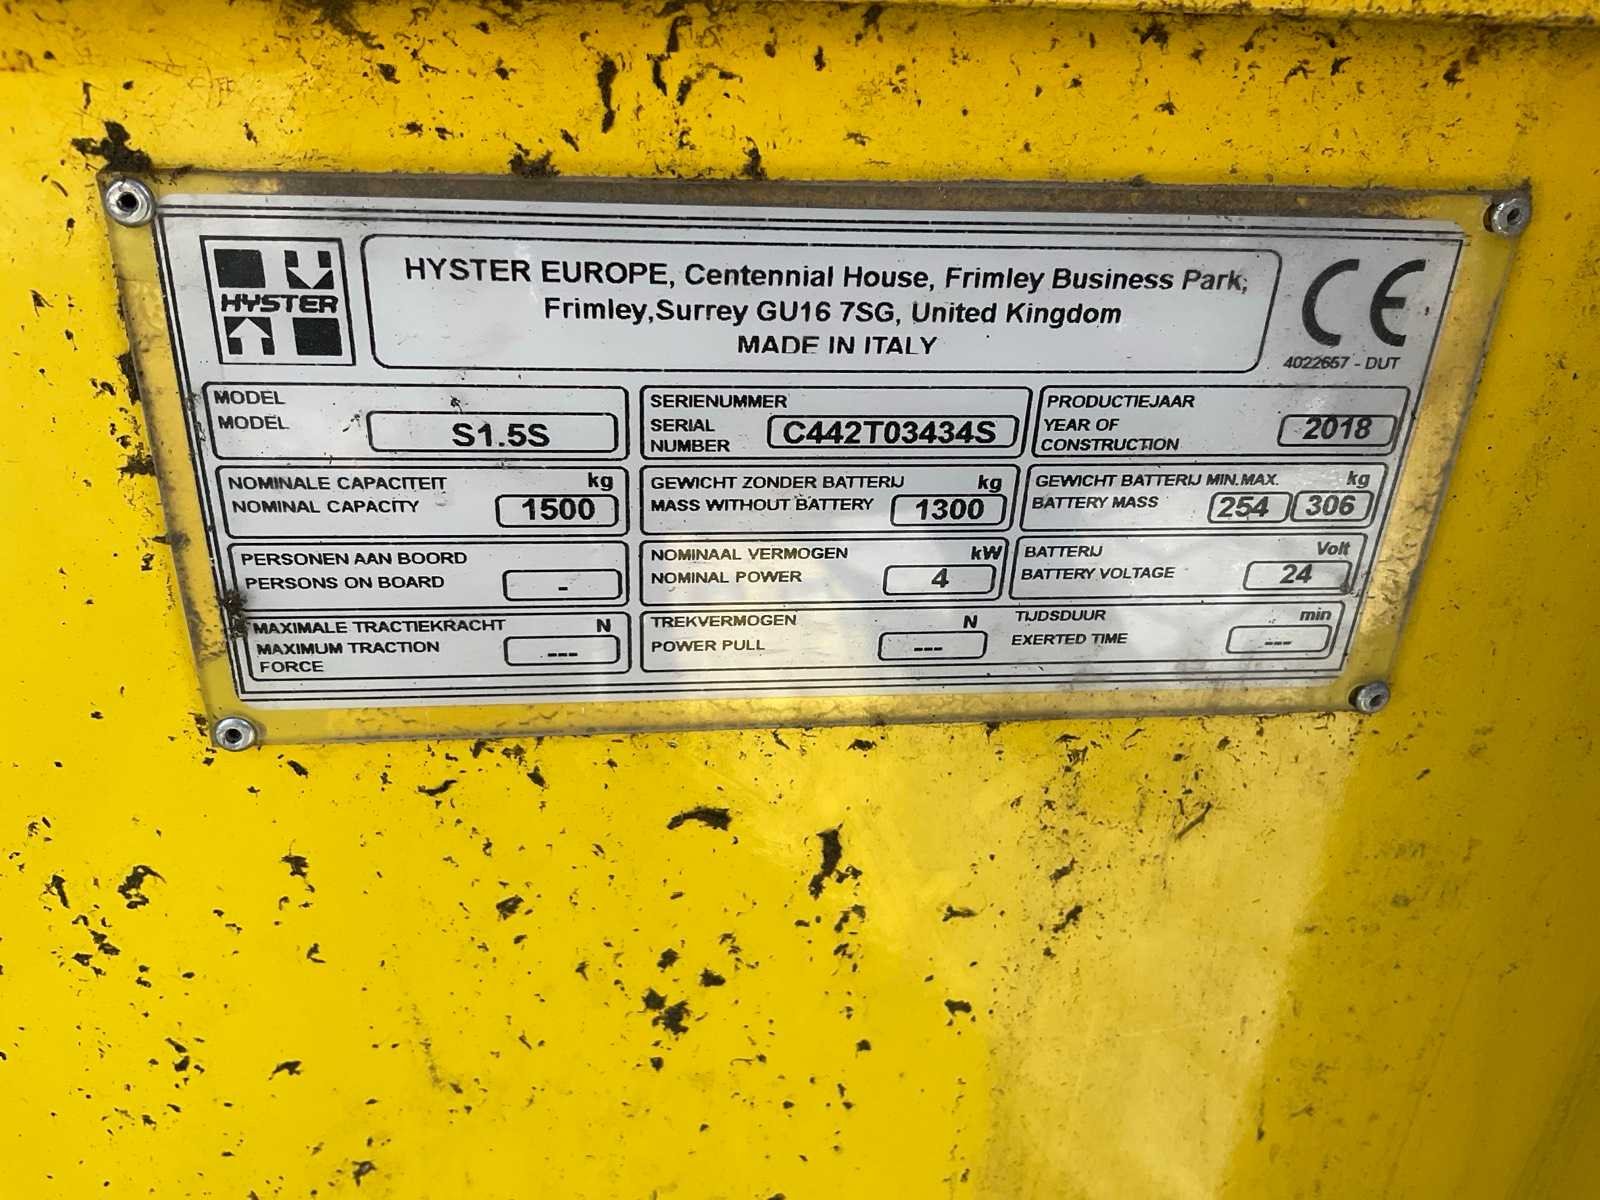 HYSTER
HYSTER EUROPE, Centennial House, Frimley Business Park,
Frimley,Surrey GU16 7SG, United Kingdom
MADE IN ITALY
CE
4022657 - DUT
MODEL
MODEL S1.5S
SERIENUMMER
SERIAL
NUMBER C442T03434S
PRODUCTIEJAAR
YEAR OF
CONSTRUCTION 2018
NOMINALE CAPACITEIT kg
NOMINAL CAPACITY 1500
GEWICHT ZONDER BATTERIJ kg
MASS WITHOUT BATTERY 1300
GEWICHT BATTERIJ MIN.MAX. kg
BATTERY MASS 254 306
PERSONEN AAN BOORD
PERSONS ON BOARD -
NOMINAAL VERMOGEN kW
NOMINAL POWER 4
BATTERIJ Volt
BATTERY VOLTAGE 24
MAXIMALE TRACTIEKRACHT N
MAXIMUM TRACTION
FORCE ---
TREKVERMOGEN N
POWER PULL ---
TIJDSDUUR min
EXERTED TIME ---